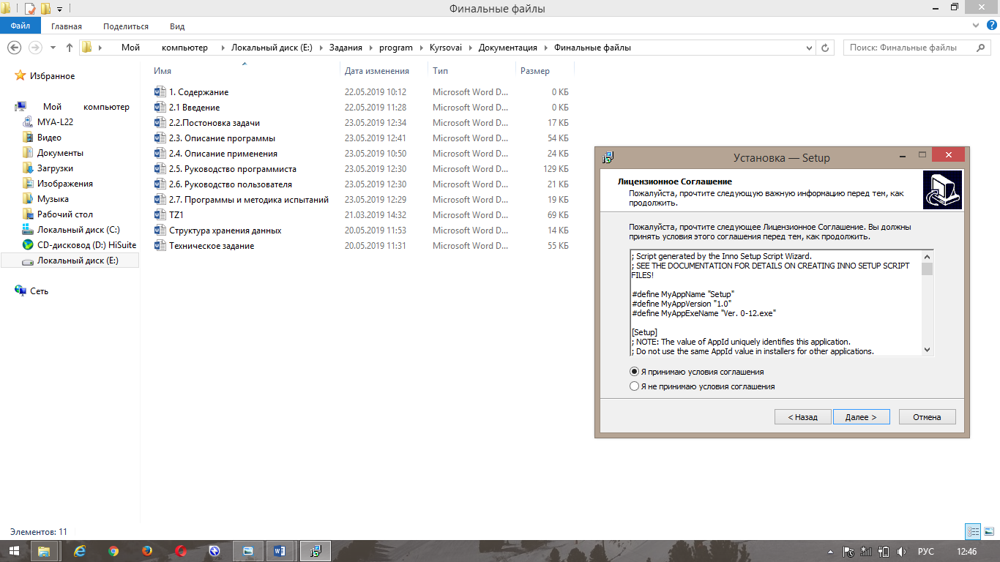 Финальные файлы
Файл Главная Поделиться Вид
Мой компьютер Локальный диск (E:) Задания program Kyrsovai Документация Финальные файлы
Поиск: Финальные файлы
Избранное
Мой компьютер
MYA-L22
Видео
Документы
Загрузки
Изображения
Музыка
Рабочий стол
Локальный диск (C:)
CD-дисковод (D:) HiSuite
Локальный диск (E:)
Сеть
Имя Дата изменения Тип Размер
1. Содержание 22.05.2019 10:12 Microsoft Word D... 0 КБ
2.1 Введение 22.05.2019 11:28 Microsoft Word D... 0 КБ
2.2.Постоновка задачи 23.05.2019 12:34 Microsoft Word D... 17 КБ
2.3. Описание программы 23.05.2019 12:41 Microsoft Word D... 54 КБ
2.4. Описание применения 23.05.2019 10:50 Microsoft Word D... 24 КБ
2.5. Руководство программиста 23.05.2019 12:30 Microsoft Word D... 129 КБ
2.6. Руководство пользователя 23.05.2019 12:30 Microsoft Word D... 21 КБ
2.7. Программы и методика испытаний 23.05.2019 12:29 Microsoft Word D... 19 КБ
TZ1 21.03.2019 14:32 Microsoft Word D... 69 КБ
Структура хранения данных 20.05.2019 11:53 Microsoft Word D... 14 КБ
Техническое задание 20.05.2019 11:31 Microsoft Word D... 55 КБ
Установка — Setup
Лицензионное Соглашение
Пожалуйста, прочтите следующую важную информацию перед тем, как
продолжить.
Пожалуйста, прочтите следующее Лицензионное Соглашение. Вы должны
принять условия этого соглашения перед тем, как продолжить.
; Script generated by the Inno Setup Script Wizard.
; SEE THE DOCUMENTATION FOR DETAILS ON CREATING INNO SETUP SCRIPT
FILES!
#define MyAppName "Setup"
#define MyAppVersion "1.0"
#define MyAppExeName "Ver. 0-12.exe"
[Setup]
; NOTE: The value of AppId uniquely identifies this application.
; Do not use the same AppId value in installers for other applications.
Я принимаю условия соглашения
Я не принимаю условия соглашения
< Назад Далее > Отмена
Элементов: 11
РУС 12:46